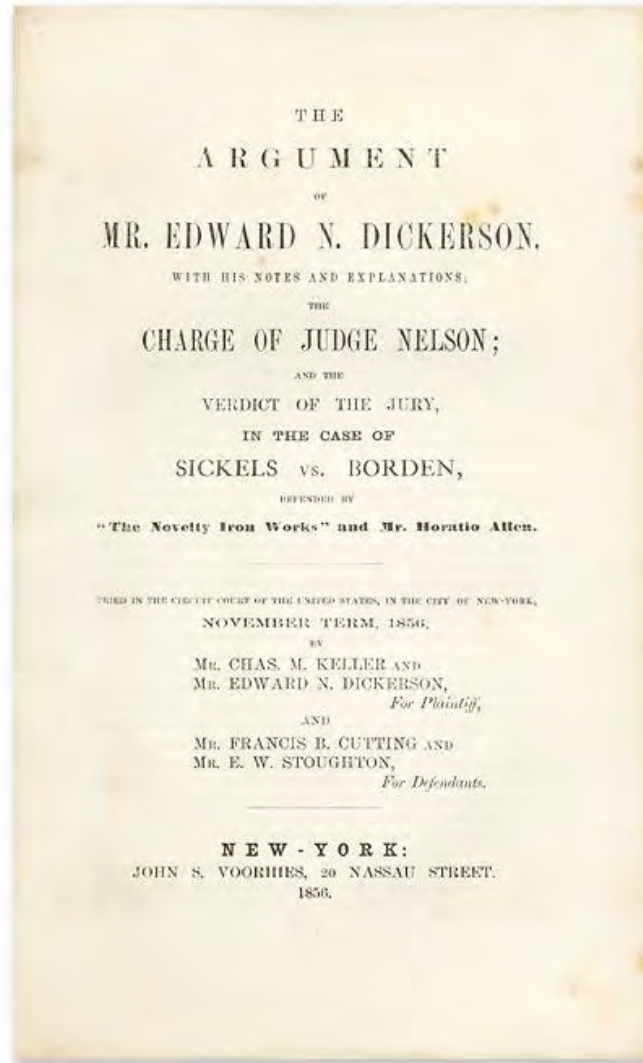 THE
ARGUMENT
OF
MR. EDWARD N. DICKERSON,
WITH HIS NOTES AND EXPLANATIONS;
THE
CHARGE OF JUDGE NELSON;
AND THE
VERDICT OF THE JURY,
IN THE CASE OF
SICKELS vs. BORDEN,
DEFENDED BY
"The Novelty Iron Works" and Mr. Horatio Allen.
TRIED IN THE CIRCUIT COURT OF THE UNITED STATES, IN THE CITY OF NEW-YORK,
NOVEMBER TERM, 1856,
BY
MR. CHAS. M. KELLER AND
MR. EDWARD N. DICKERSON,
For Plaintiff,
AND
MR. FRANCIS B. CUTTING AND
MR. E. W. STOUGHTON,
For Defendants.
NEW-YORK:
JOHN S. VOORHIES, 20 NASSAU STREET.
1856.